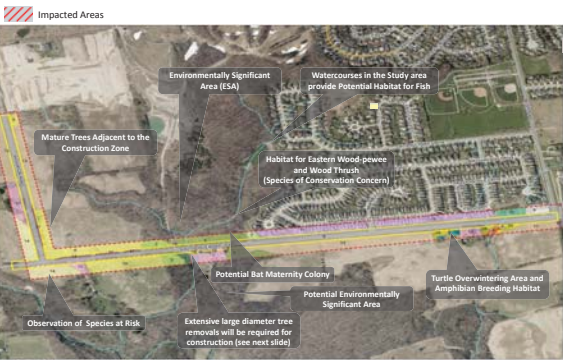 Impacted Areas
Environmentally Significant
Area (ESA)
Watercourses in the Study area
provide Potential Habitat for Fish
Mature Trees Adjacent to the
Construction Zone
Habitat for Eastern Wood-pewee
and Wood Thrush
(Species of Conservation Concern)
Potential Bat Maternity Colony
Turtle Overwintering Area and
Amphibian Breeding Habitat
Potential Environmentally
Significant Area
Observation of Species at Risk
Extensive large diameter tree
removals will be required for
construction (see next slide)